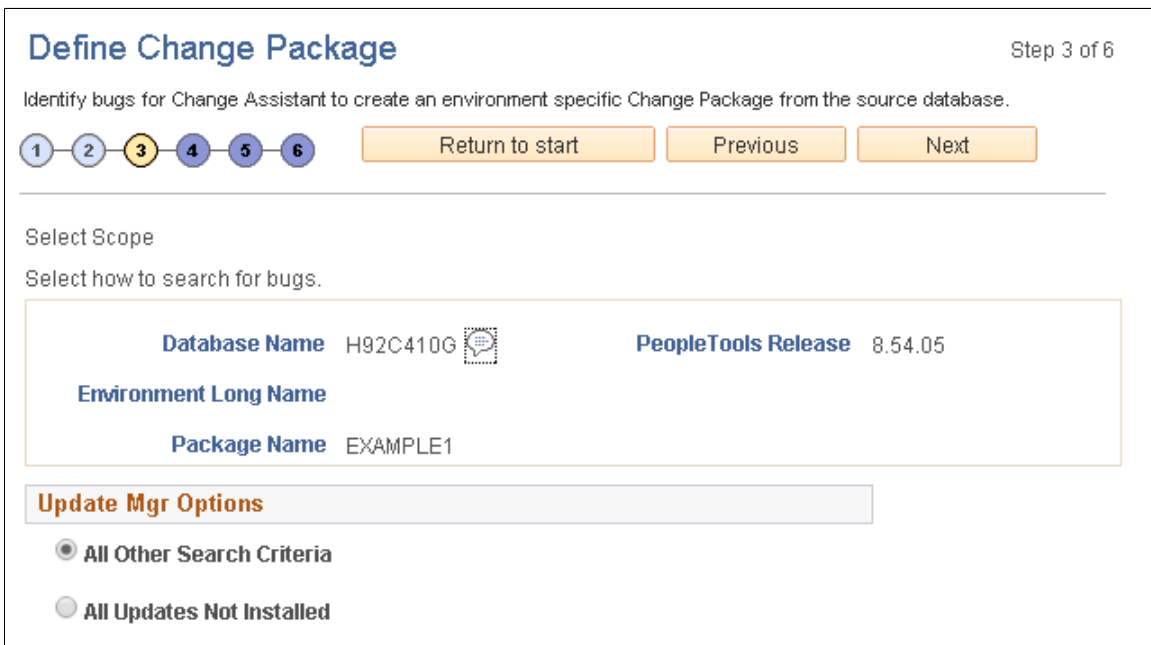 Define Change Package
Step 3 of 6
Identify bugs for Change Assistant to create an environment specific Change Package from the source database.
1 2 3 4 5 6 Return to start Previous Next
Select Scope
Select how to search for bugs.
Database Name H92C410G PeopleTools Release 8.54.05
Environment Long Name
Package Name EXAMPLE1
Update Mgr Options
All Other Search Criteria
All Updates Not Installed